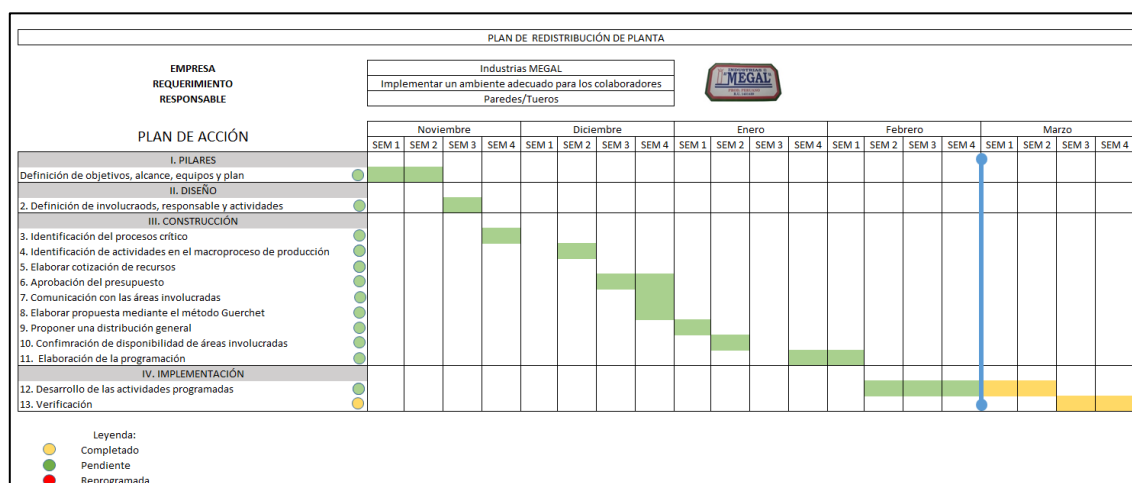 PLAN DE REDISTRIBUCIÓN DE PLANTA
EMPRESA Industrias MEGAL
REQUERIMIENTO Implementar un ambiente adecuado para los colaboradores
RESPONSABLE Paredes/Tueros
MEGAL
PLAN DE ACCIÓN
Noviembre Diciembre Enero Febrero Marzo
SEM 1 SEM 2 SEM 3 SEM 4 SEM 1 SEM 2 SEM 3 SEM 4 SEM 1 SEM 2 SEM 3 SEM 4 SEM 1 SEM 2 SEM 3 SEM 4 SEM 1 SEM 2 SEM 3 SEM 4
I. PILARES
Definición de objetivos, alcance, equipos y plan
II. DISEÑO
2. Definición de involucraods, responsable y actividades
III. CONSTRUCCIÓN
3. Identificación del procesos crítico
4. Identificación de actividades en el macroproceso de producción
5. Elaborar cotización de recursos
6. Aprobación del presupuesto
7. Comunicación con las áreas involucradas
8. Elaborar propuesta mediante el método Guerchet
9. Proponer una distribución general
10. Confimración de disponibilidad de áreas involucradas
11. Elaboración de la programación
IV. IMPLEMENTACIÓN
12. Desarrollo de las actividades programadas
13. Verificación
Leyenda:
Completado
Pendiente
Reprogramada